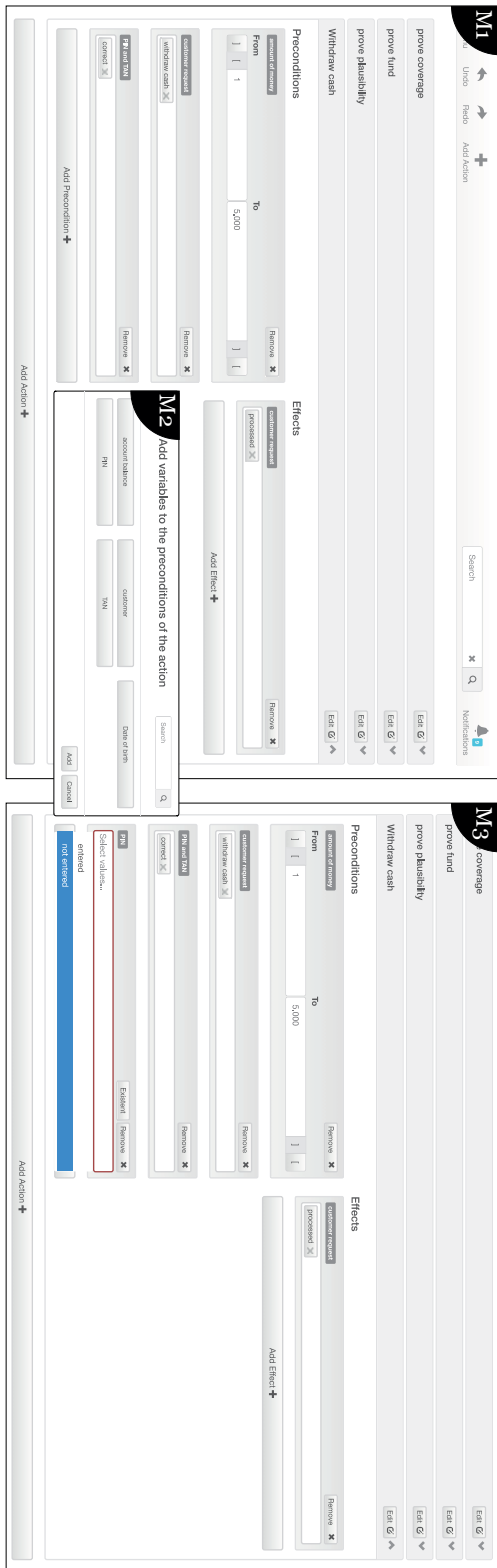 M1
Undo
Redo
Add Action
Search
Notifications
0
prove coverage
Edit
prove fund
Edit
prove plausibility
Edit
Withdraw cash
Edit
Preconditions
amount of money
Remove
From
To
]
[
1
5,000
]
[
customer request
Remove
withdraw cash
PIN and TAN
Remove
correct
Add Precondition
Effects
customer request
Remove
processed
Add Effect
Add Action
M2
Add variables to the preconditions of the action
Search
account balance
customer
Date of birth
PIN
TAN
Add
Cancel
M3
coverage
Edit
prove fund
Edit
prove plausibility
Edit
Withdraw cash
Edit
Preconditions
amount of money
Remove
From
To
]
[
1
5,000
]
[
customer request
Remove
withdraw cash
PIN and TAN
Remove
correct
PIN
Existent
Remove
Select values...
entered
not entered
Effects
customer request
Remove
processed
Add Effect
Add Action